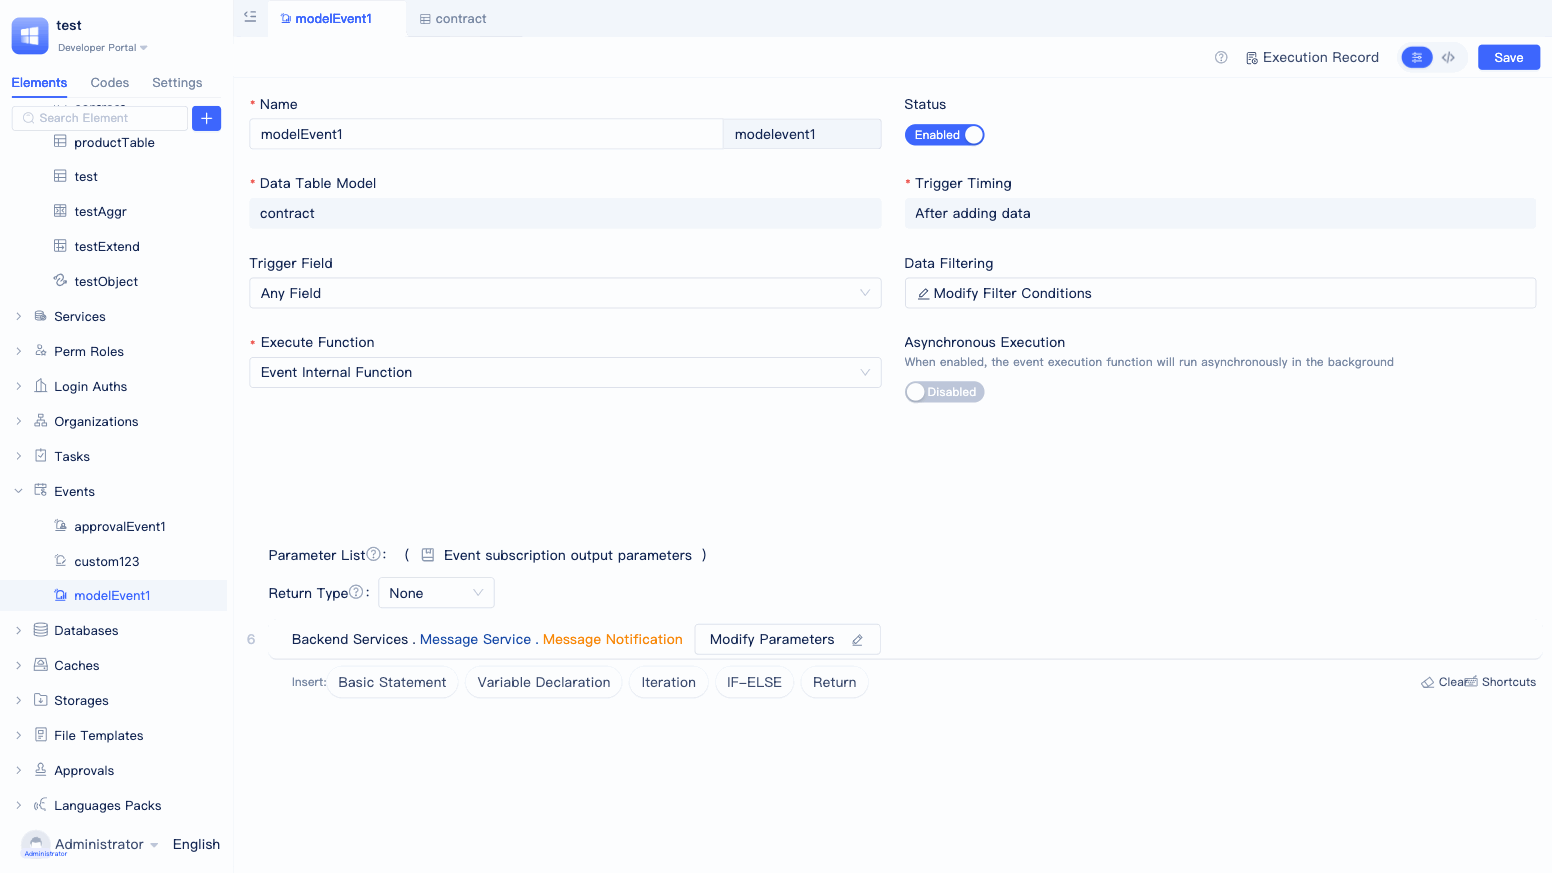 test
Developer Portal
Elements
Codes
Settings
Search Element
productTable
test
testAggr
testExtend
testObject
Services
Perm Roles
Login Auths
Organizations
Tasks
Events
approvalEvent1
custom123
modelEvent1
Databases
Caches
Storages
File Templates
Approvals
Languages Packs
Administrator
Administrator
English
modelEvent1
contract
Execution Record
Save
* Name
modelEvent1
modelevent1
Status
Enabled
* Data Table Model
contract
* Trigger Timing
After adding data
Trigger Field
Any Field
Data Filtering
Modify Filter Conditions
* Execute Function
Event Internal Function
Asynchronous Execution
When enabled, the event execution function will run asynchronously in the background
Disabled
Parameter List : ( Event subscription output parameters )
Return Type : None
6 Backend Services . Message Service . Message Notification Modify Parameters
Insert: Basic Statement Variable Declaration Iteration IF-ELSE Return
Clear Shortcuts